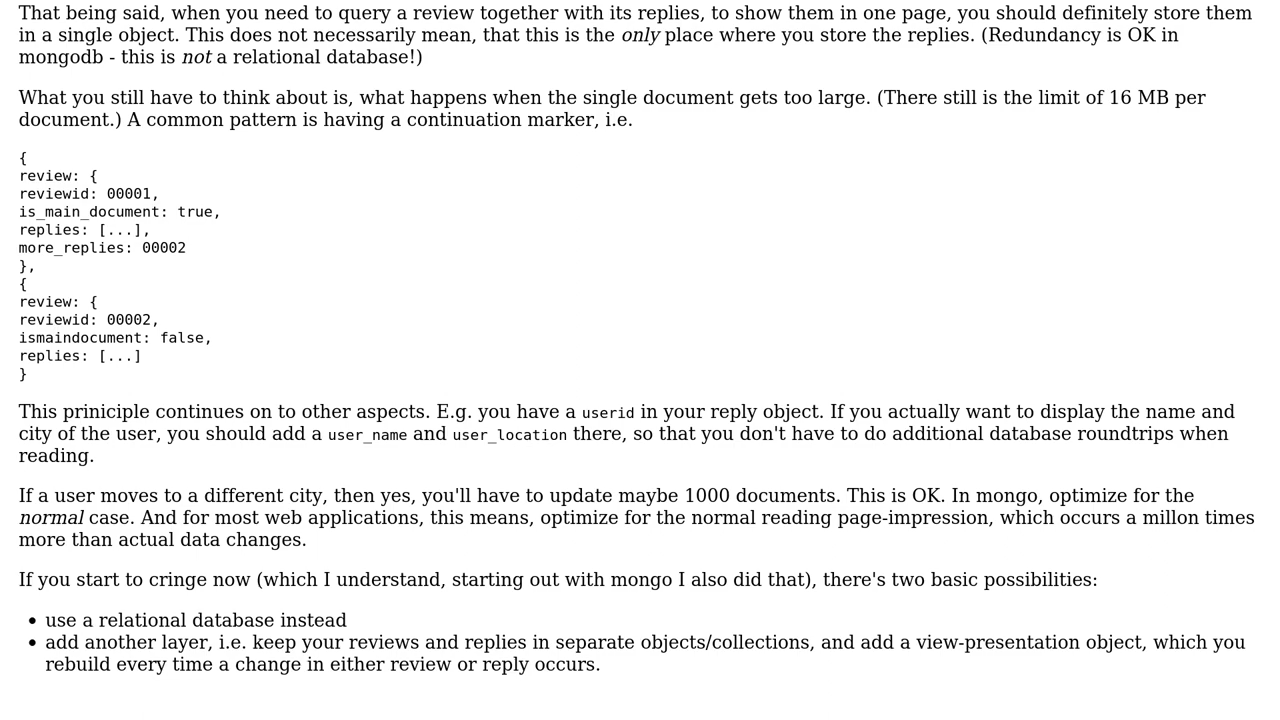 That being said, when you need to query a review together with its replies, to show them in one page, you should definitely store them
in a single object. This does not necessarily mean, that this is the only place where you store the replies. (Redundancy is OK in
mongodb - this is not a relational database!)
What you still have to think about is, what happens when the single document gets too large. (There still is the limit of 16 MB per
document.) A common pattern is having a continuation marker, i.e.
{
review: {
reviewid: 00001,
is_main_document: true,
replies: [...],
more_replies: 00002
},
{
review: {
reviewid: 00002,
ismaindocument: false,
replies: [...]
}
This priniciple continues on to other aspects. E.g. you have a userid in your reply object. If you actually want to display the name and
city of the user, you should add a user_name and user_location there, so that you don't have to do additional database roundtrips when
reading.
If a user moves to a different city, then yes, you'll have to update maybe 1000 documents. This is OK. In mongo, optimize for the
normal case. And for most web applications, this means, optimize for the normal reading page-impression, which occurs a millon times
more than actual data changes.
If you start to cringe now (which I understand, starting out with mongo I also did that), there's two basic possibilities:
• use a relational database instead
• add another layer, i.e. keep your reviews and replies in separate objects/collections, and add a view-presentation object, which you
rebuild every time a change in either review or reply occurs.